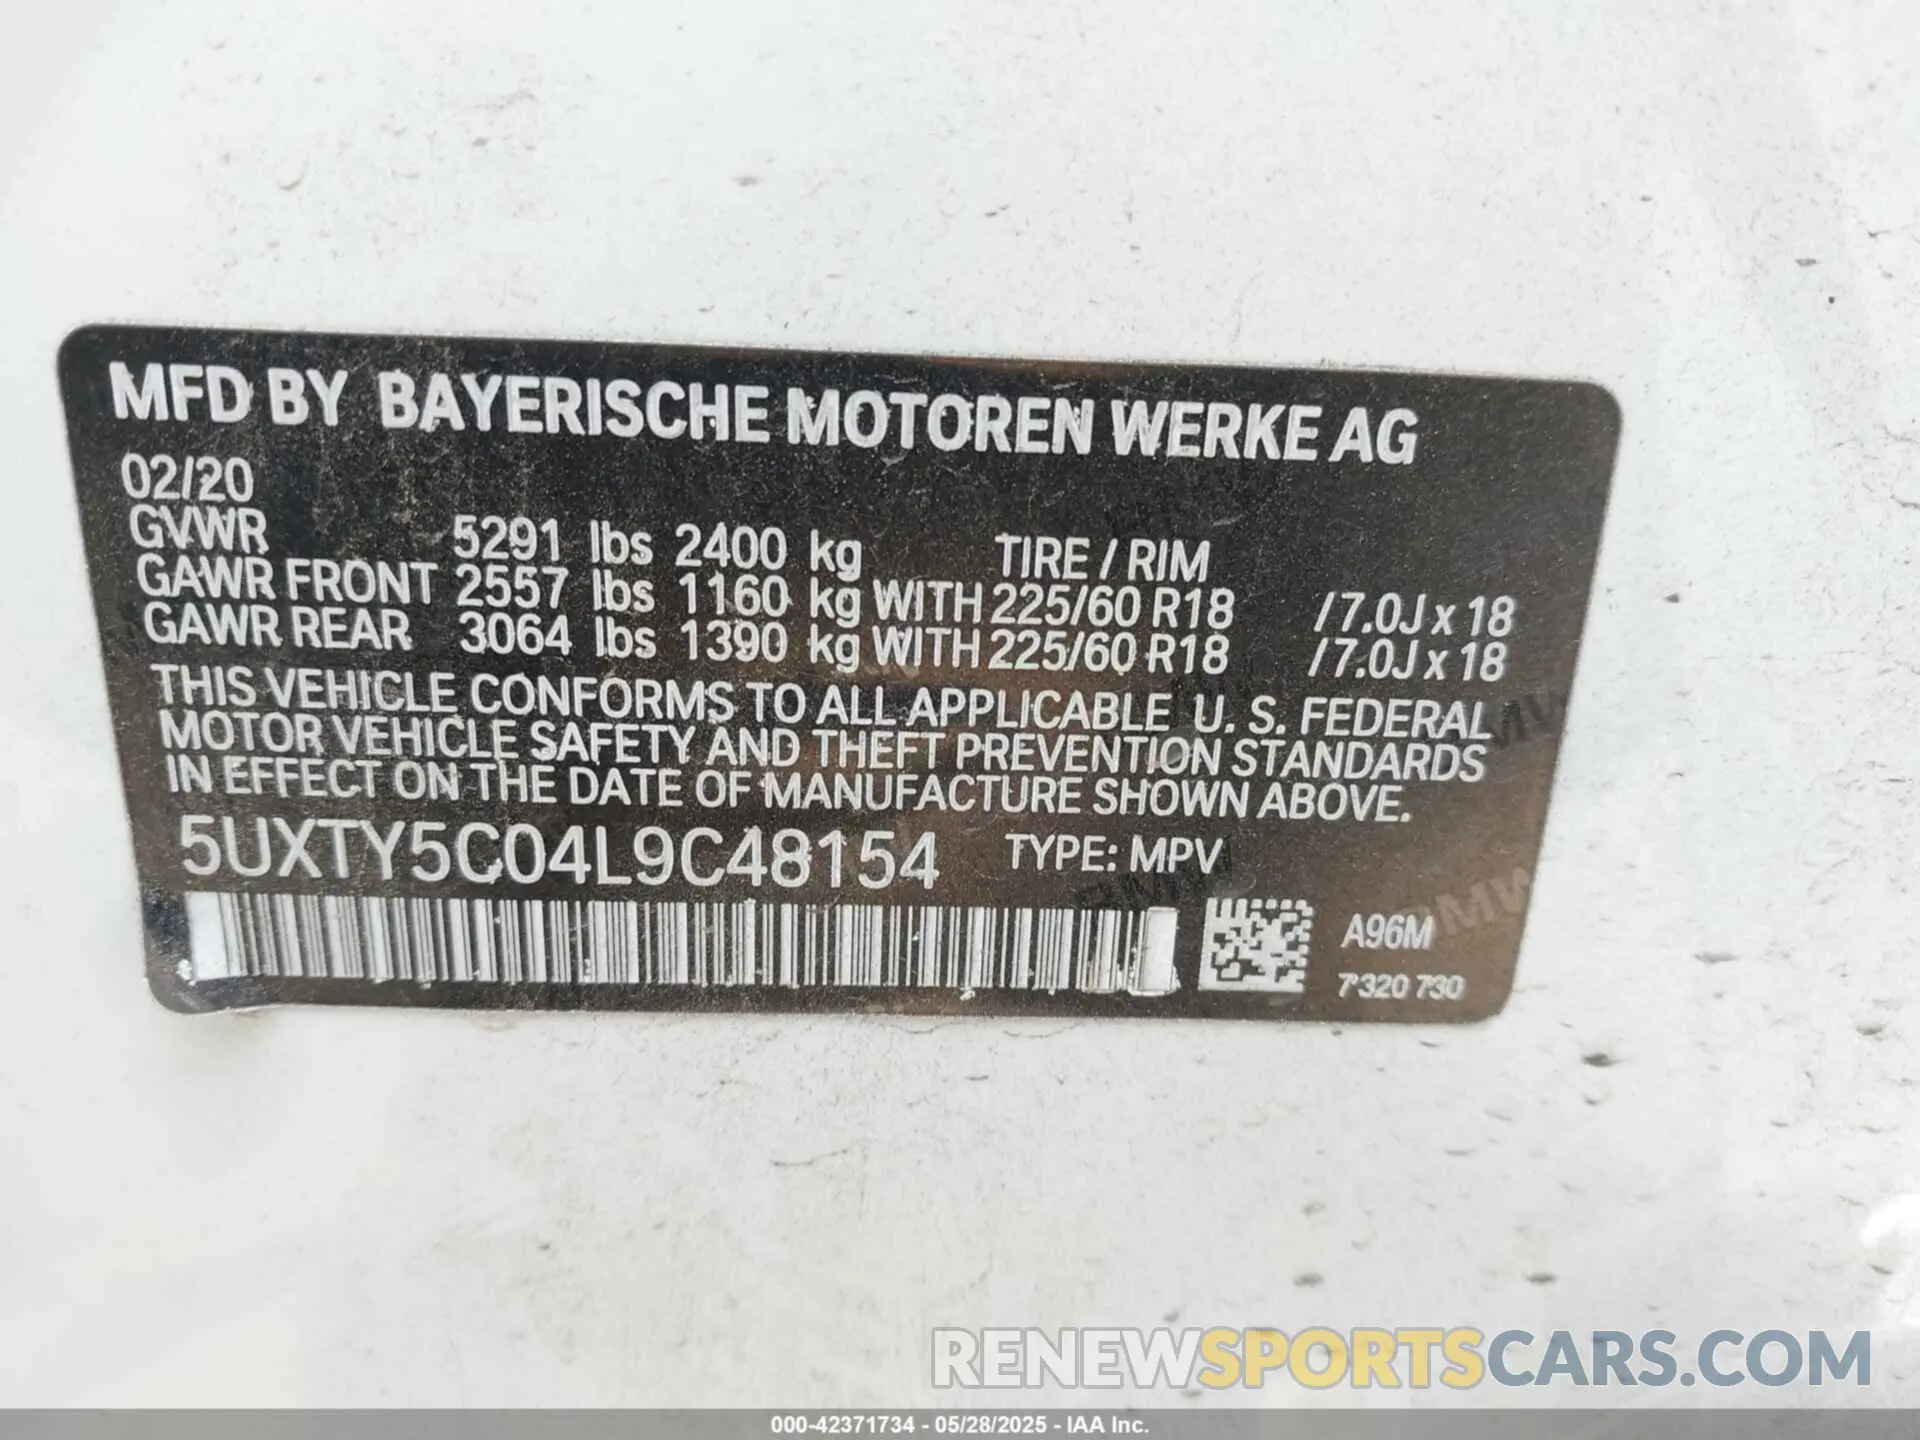 MFD BY BAYERISCHE MOTOREN WERKE AG
02/20
GVWR 5291 lbs 2400 kg TIRE / RIM
GAWR FRONT 2557 lbs 1160 kg WITH 225/60 R18 /7.0J x 18
GAWR REAR 3064 lbs 1390 kg WITH 225/60 R18 /7.0J x 18
THIS VEHICLE CONFORMS TO ALL APPLICABLE U. S. FEDERAL
MOTOR VEHICLE SAFETY AND THEFT PREVENTION STANDARDS
IN EFFECT ON THE DATE OF MANUFACTURE SHOWN ABOVE.
5UXTY5C04L9C48154 TYPE: MPV
A96M
7 320 730
RENEWSPORTSCARS.COM
000-42371734 - 05/28/2025 - IAA Inc.